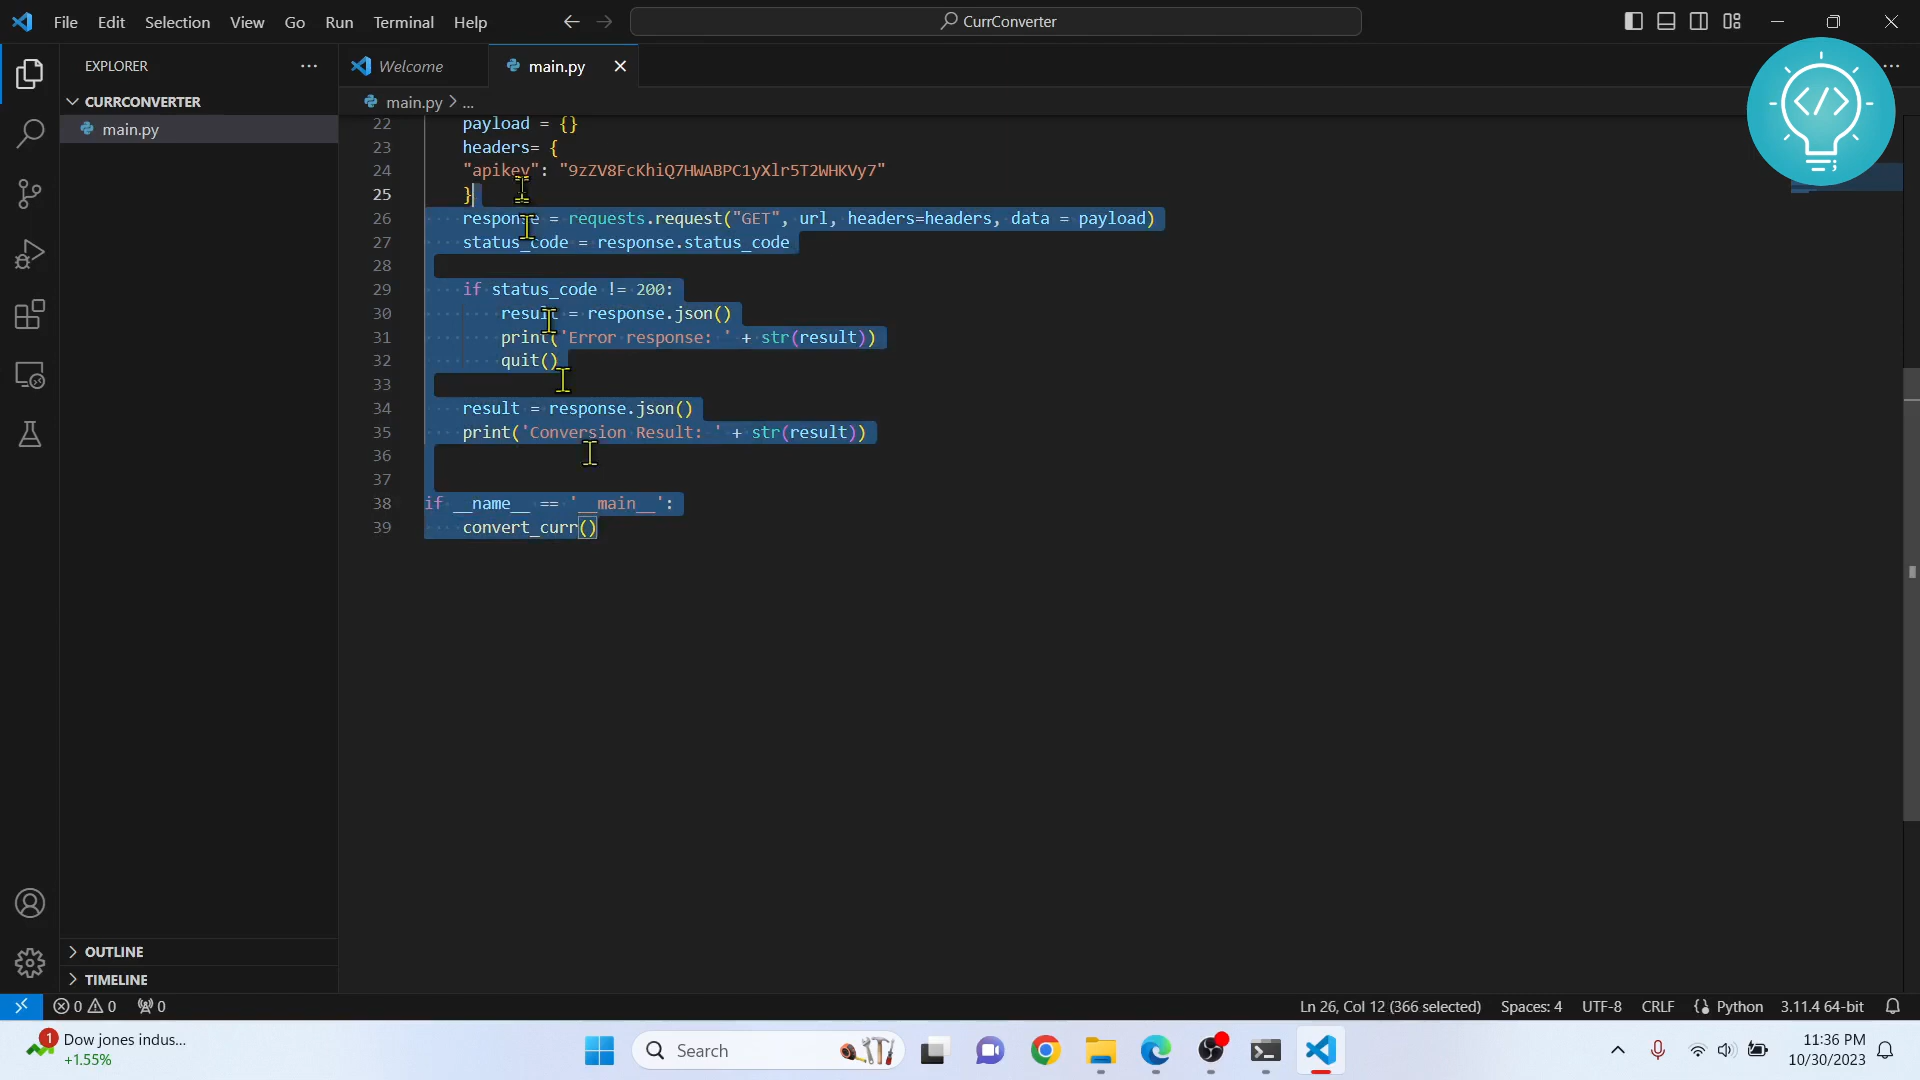 File Edit Selection View Go Run Terminal Help
CurrConverter
EXPLORER
Welcome
main.py
CURRCONVERTER
main.py
main.py > ...
22 payload = {}
23 headers= {
24 "apikey": "9zZV8FcKhiQ7HWABPC1yXlr5T2WHKVy7"
25 }
26 response = requests.request("GET", url, headers=headers, data = payload)
27 status_code = response.status_code
28
29 if status_code != 200:
30 result = response.json()
31 print('Error response: ' + str(result))
32 quit()
33
34 result = response.json()
35 print('Conversion Result: ' + str(result))
36
37
38 if __name__ == '__main__':
39 convert_curr()
OUTLINE
TIMELINE
0 0 0
Ln 26, Col 12 (366 selected) Spaces: 4 UTF-8 CRLF {} Python 3.11.4 64-bit
1
Dow jones indus...
+1.55%
Search
11:36 PM
10/30/2023